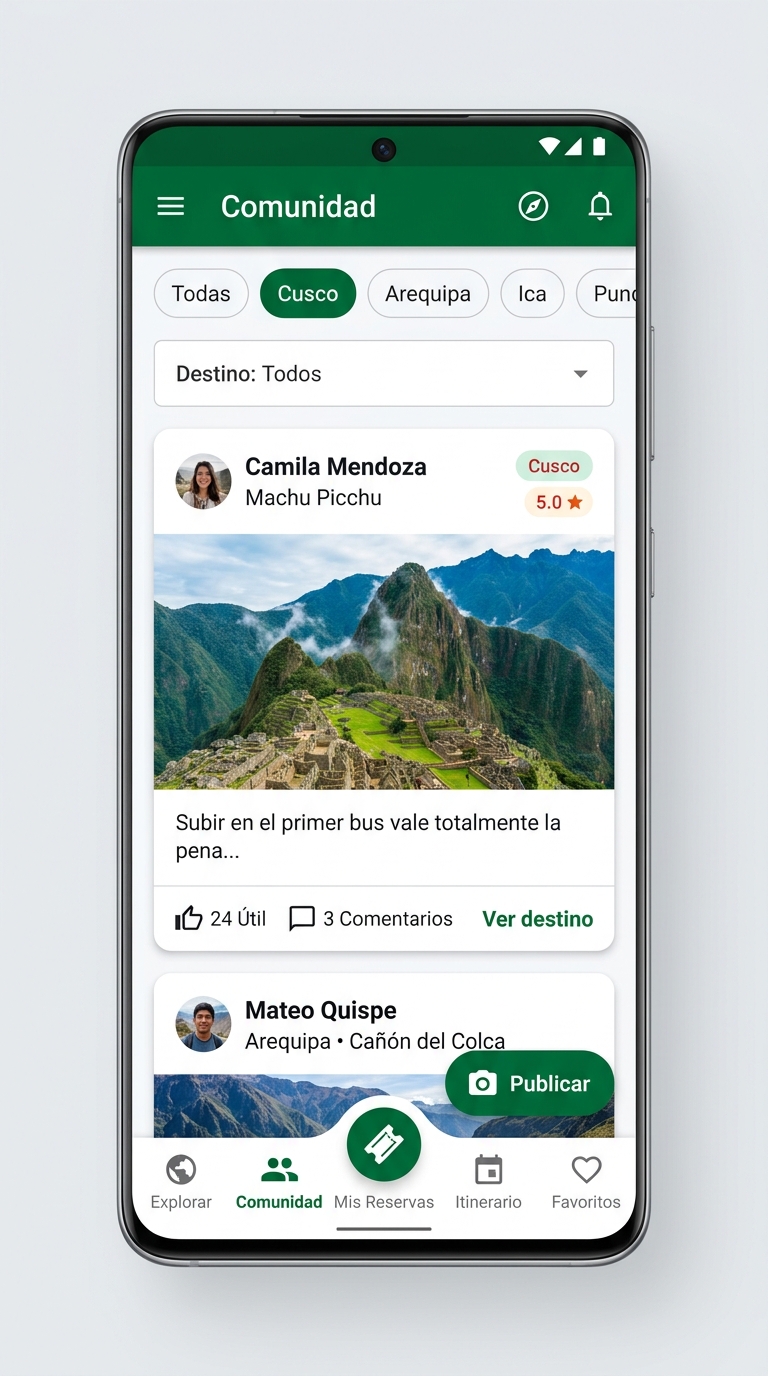 Comunidad
Todas
Cusco
Arequipa
Ica
Destino: Todos
Camila Mendoza
Cusco
Machu Picchu
5.0
Subir en el primer bus vale totalmente la
pena...
24 Útil
3 Comentarios
Ver destino
Mateo Quispe
Arequipa • Cañón del Colca
Publicar
Explorar
Comunidad
Mis Reservas
Itinerario
Favoritos